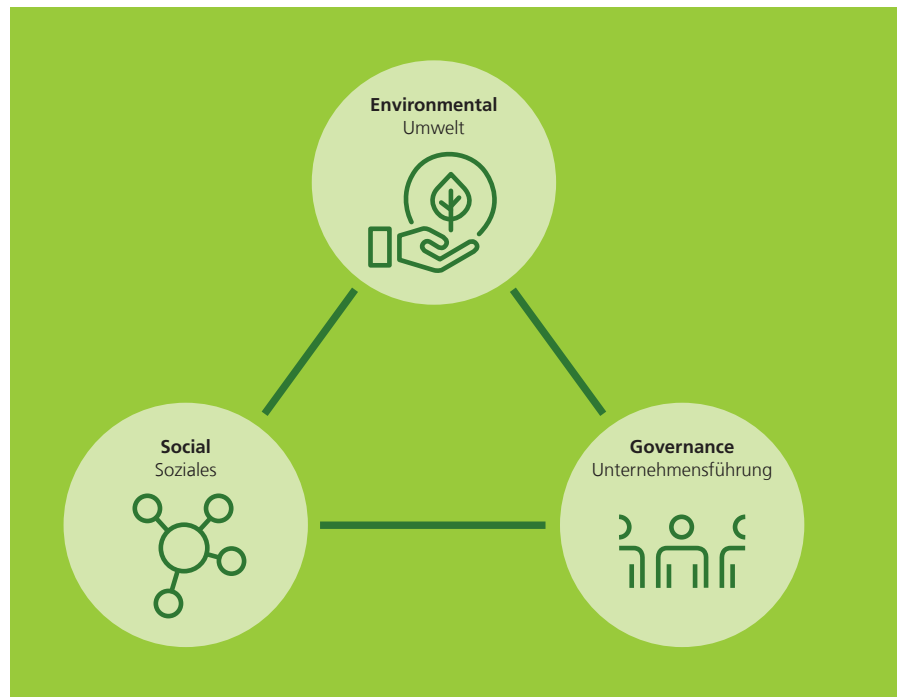 Environmental
Umwelt
Social
Soziales
Governance
Unternehmensführung